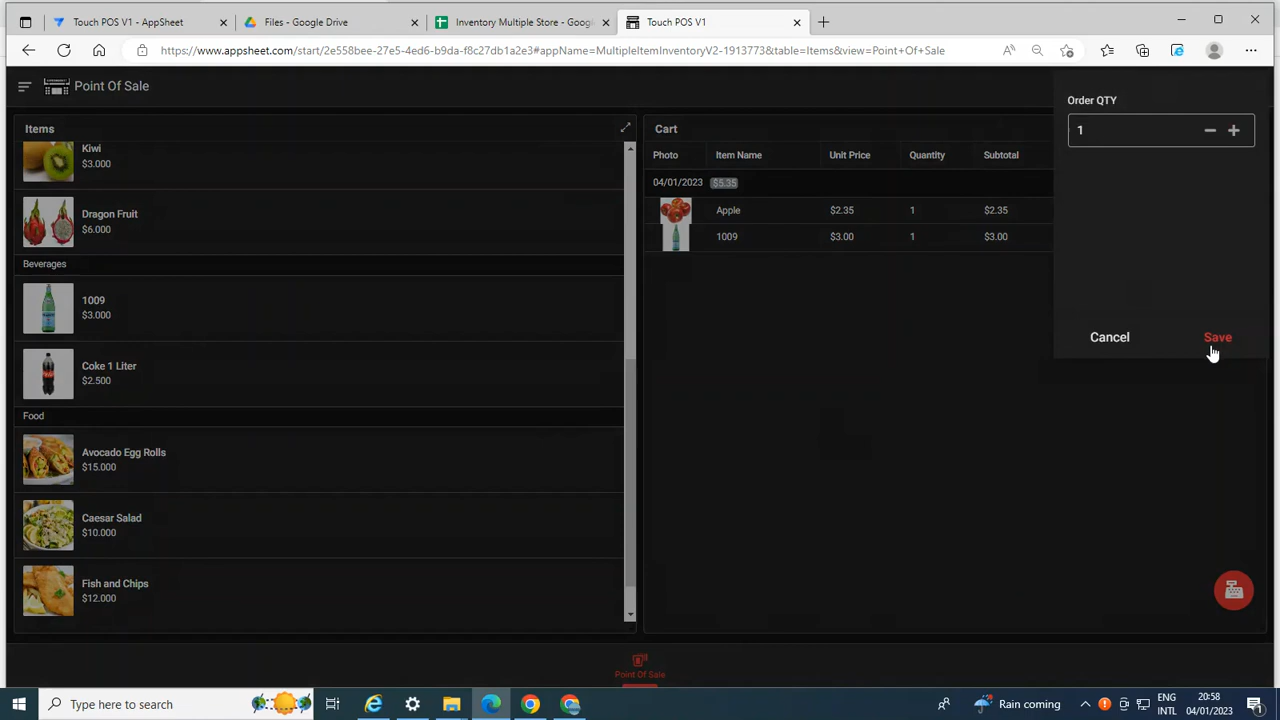 Touch POS V1 - AppSheet
Files - Google Drive
Inventory Multiple Store - Goog
Touch POS V1
https://www.appsheet.com/start/2e558bee-27e5-4ed6-b9da-f8c27db1a2e3#appName=MultipleItemInventoryV2-1913773&table=Items&view=Point+Of+Sale
Point Of Sale
Items
Kiwi
$3.000
Dragon Fruit
$6.000
Beverages
1009
$3.000
Coke 1 Liter
$2.500
Food
Avocado Egg Rolls
$15.000
Caesar Salad
$10.000
Fish and Chips
$12.000
Cart
Photo Item Name Unit Price Quantity Subtotal
04/01/2023 $5.35
Apple $2.35 1 $2.35
1009 $3.00 1 $3.00
Order QTY
1
Cancel Save
Point Of Sale
Type here to search
Rain coming
ENG
INTL
20:58
04/01/2023